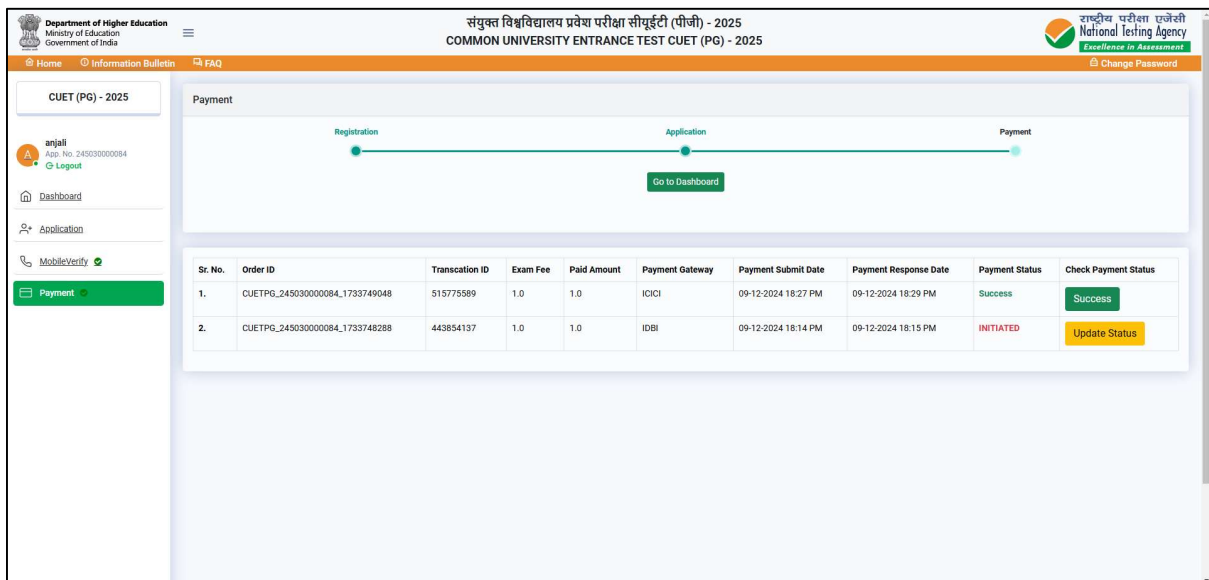 Department of Higher Education
Ministry of Education
Government of India
संयुक्त विश्वविद्यालय प्रवेश परीक्षा सीयूईटी (पीजी) - 2025
COMMON UNIVERSITY ENTRANCE TEST CUET (PG) - 2025
राष्ट्रीय परीक्षा एजेंसी
National Testing Agency
Excellence in Assessment
Home Information Bulletin FAQ Change Password
CUET (PG) - 2025
A
anjali
App. No. 245030000084
Logout
Dashboard
Application
MobileVerify
Payment
Payment
Registration Application Payment
Go to Dashboard
Sr. No. Order ID Transcation ID Exam Fee Paid Amount Payment Gateway Payment Submit Date Payment Response Date Payment Status Check Payment Status
1. CUETPG_245030000084_1733749048 515775589 1.0 1.0 ICICI 09-12-2024 18:27 PM 09-12-2024 18:29 PM Success Success
2. CUETPG_245030000084_1733748288 443854137 1.0 1.0 IDBI 09-12-2024 18:14 PM 09-12-2024 18:15 PM INITIATED Update Status